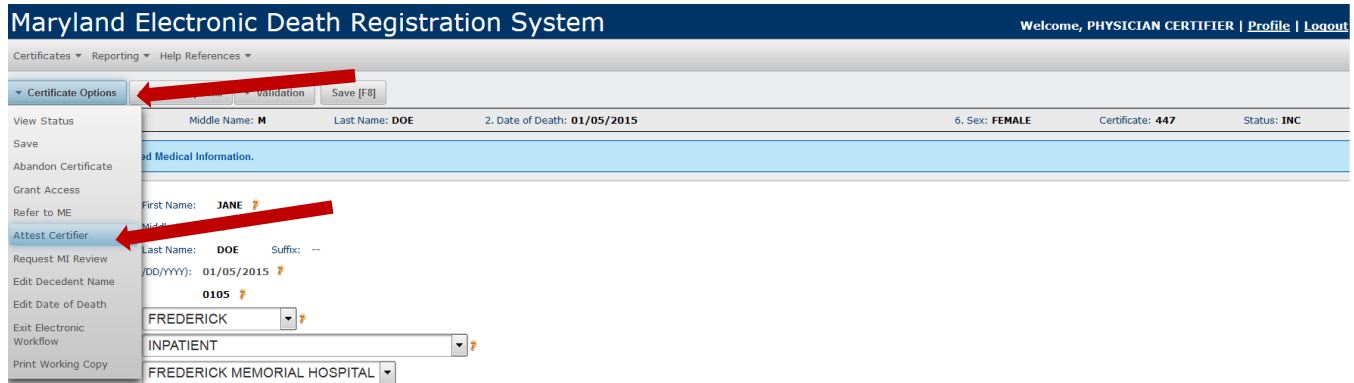 Maryland Electronic Death Registration System
Welcome, PHYSICIAN CERTIFIER | Profile | Logout
Certificates Reporting Help References
Certificate Options Validation Save [F8]
View Status
Middle Name: M Last Name: DOE 2. Date of Death: 01/05/2015 6. Sex: FEMALE Certificate: 447 Status: INC
Save
ed Medical Information.
Abandon Certificate
Grant Access
First Name: JANE ?
Refer to ME
Attest Certifier
Last Name: DOE Suffix: --
Request MI Review
/DD/YYYY): 01/05/2015 ?
Edit Decedent Name
0105 ?
Edit Date of Death
FREDERICK ?
Exit Electronic
Workflow
INPATIENT ?
Print Working Copy
FREDERICK MEMORIAL HOSPITAL